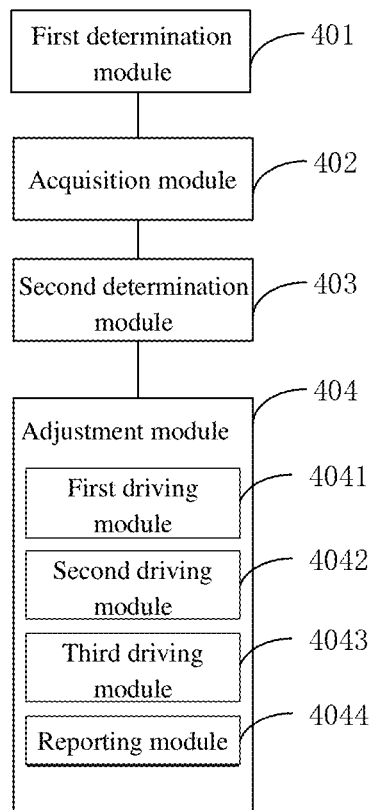 First determination
module
401
Acquisition module
402
Second determination
module
403
404
Adjustment module
First driving
module
4041
Second driving
module
4042
Third driving
module
4043
Reporting module
4044